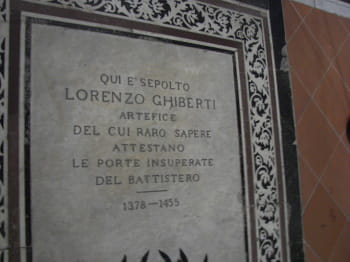 QUI E' SEPOLTO
LORENZO GHIBERTI
ARTEFICE
DEL CUI RARO SAPERE
ATTESTANO
LE PORTE INSUPERATE
DEL BATTISTERO
1378-1455